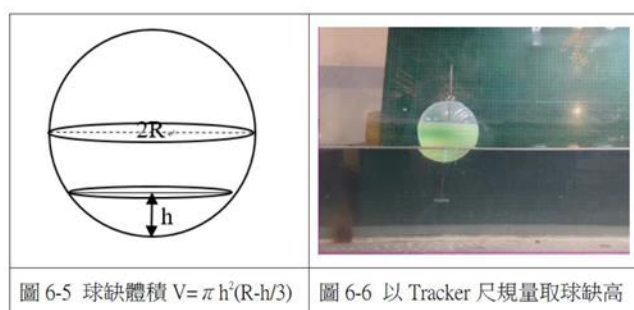 2R
h
圖 6-5 球缺體積 V=πh²(R-h/3)
圖 6-6 以 Tracker 尺規量取球缺高